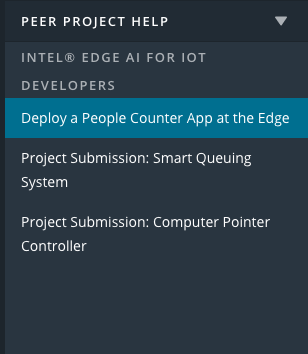 PEER PROJECT HELP
INTEL® EDGE AI FOR IOT
DEVELOPERS
Deploy a People Counter App at the Edge
Project Submission: Smart Queuing
System
Project Submission: Computer Pointer
Controller